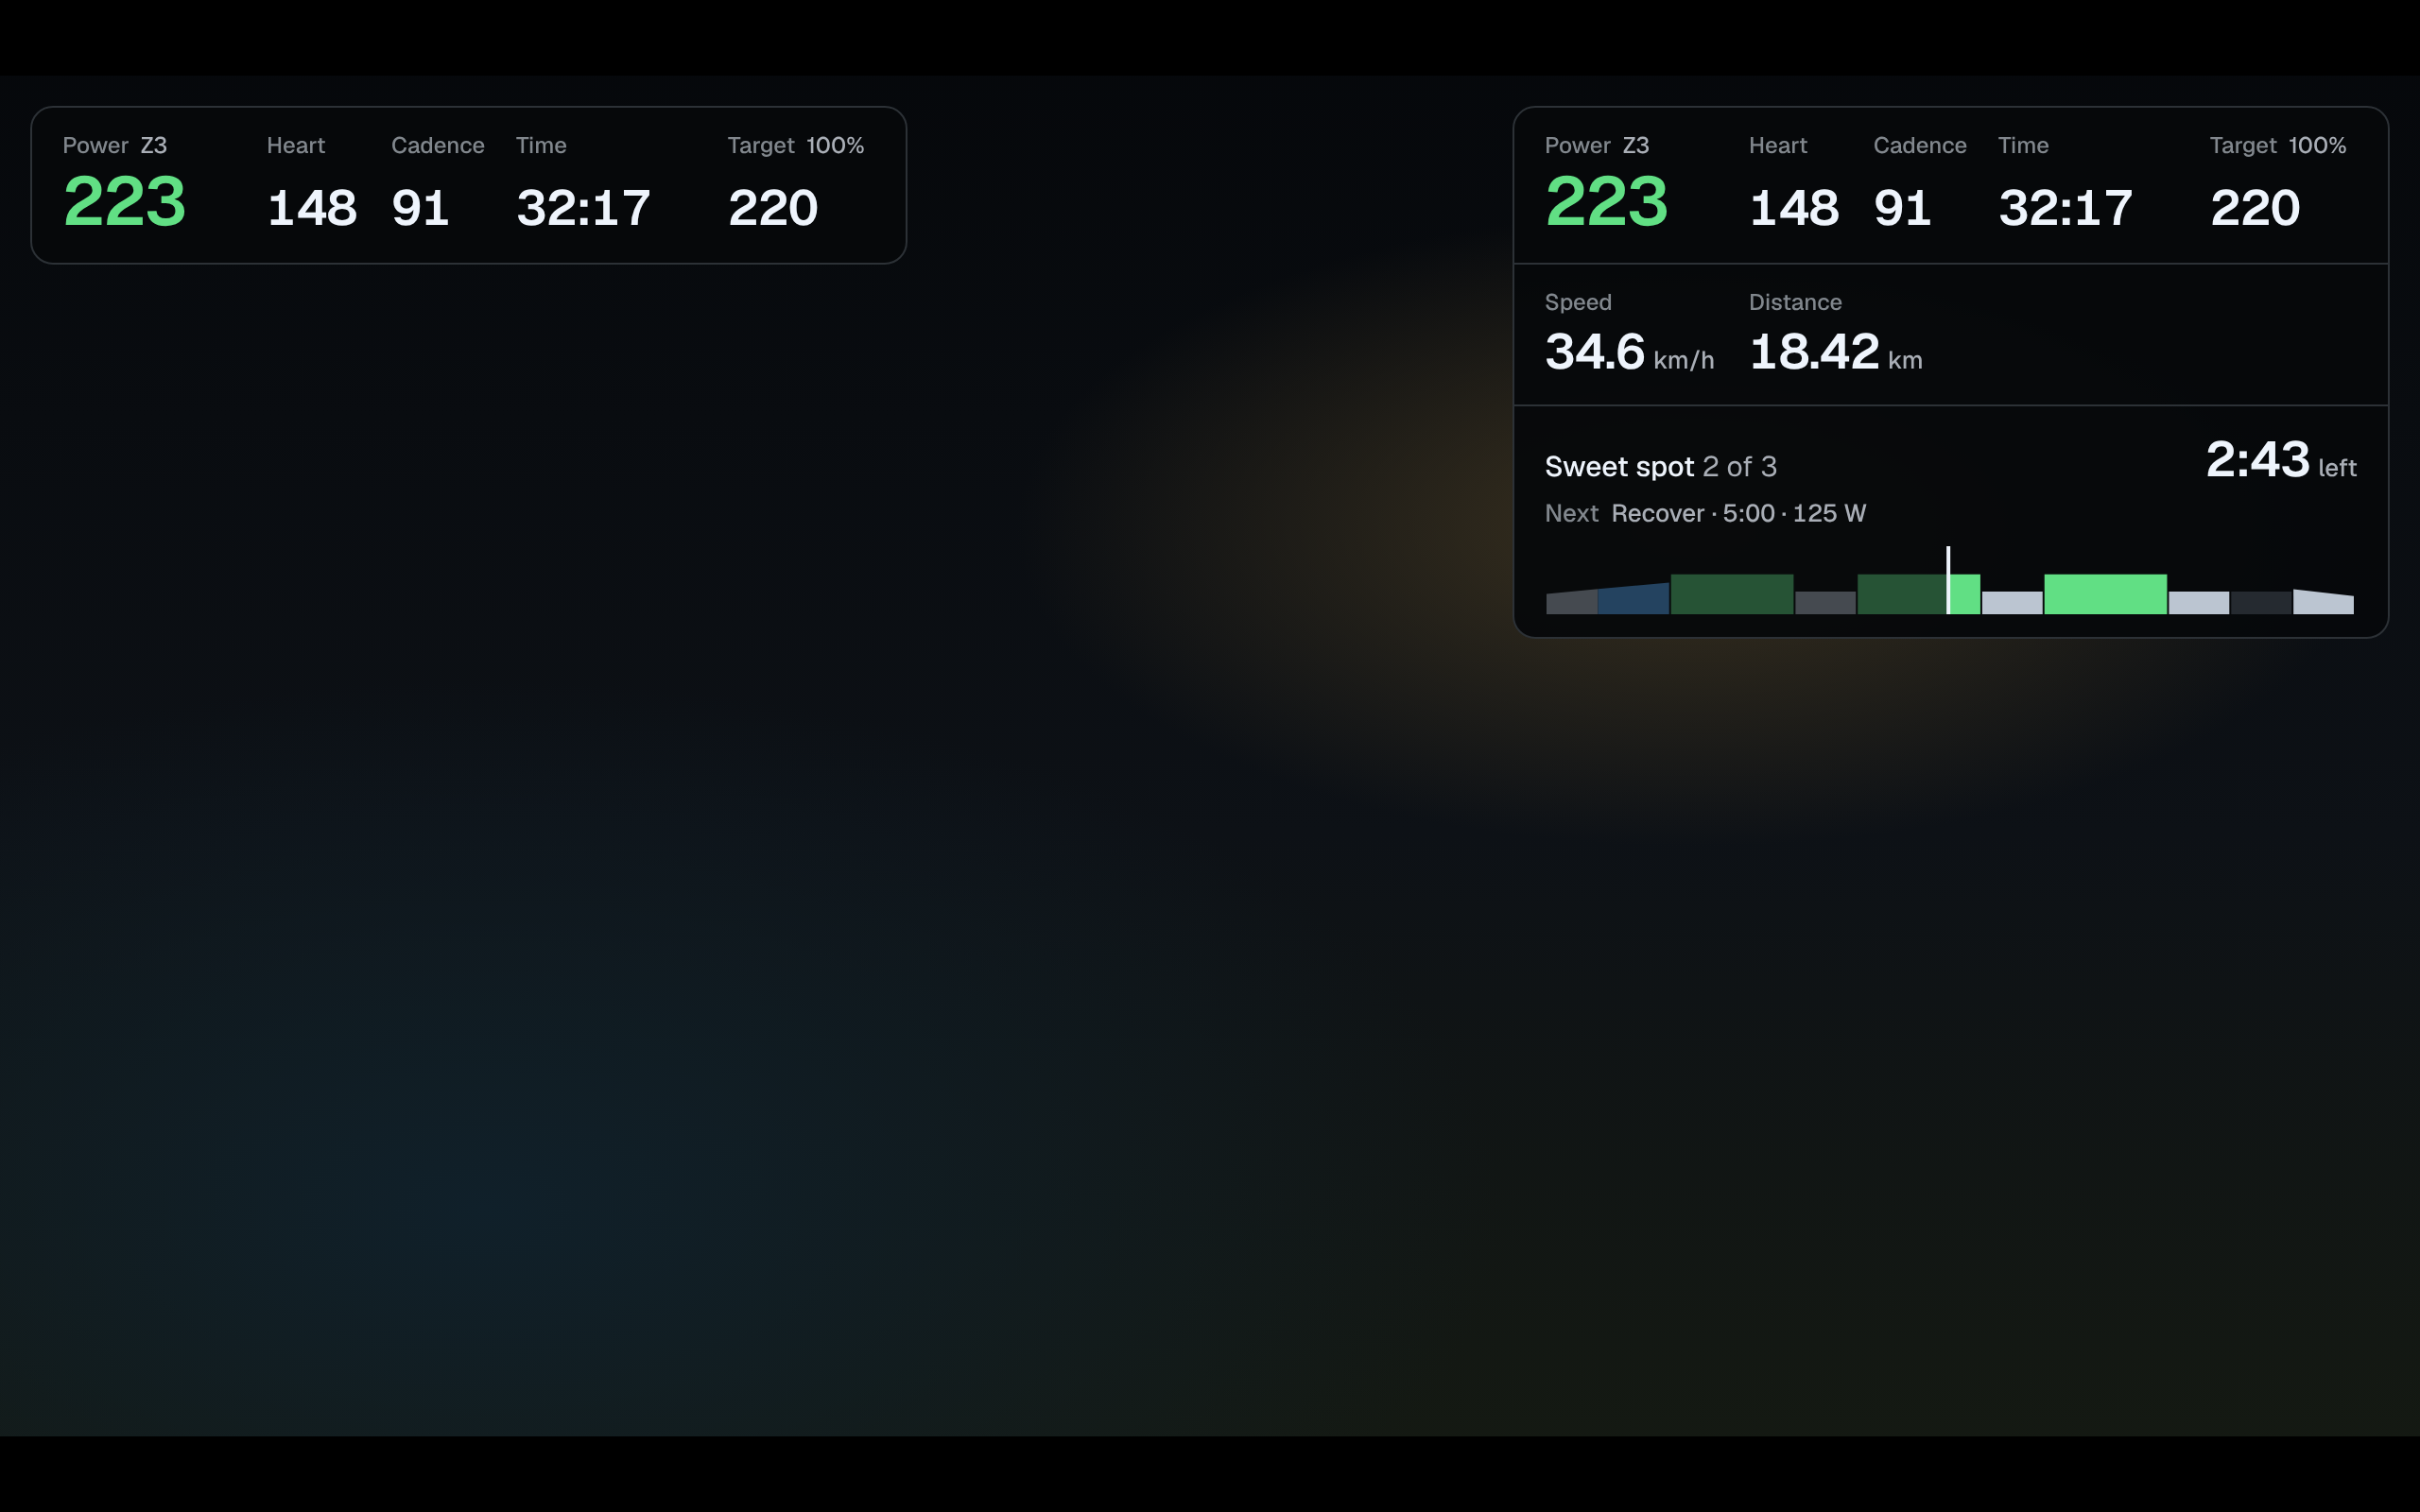 Power Z3 Heart Cadence Time Target 100%
223 148 91 32:17 220
Power Z3 Heart Cadence Time Target 100%
223 148 91 32:17 220
Speed Distance
34.6 km/h 18.42 km
Sweet spot 2 of 3 2:43 left
Next Recover · 5:00 · 125 W